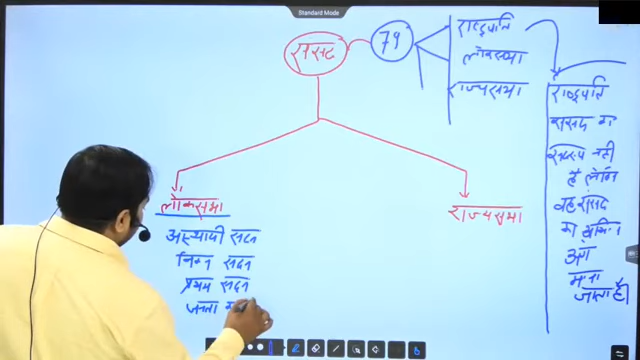 Standard Mode
संसद
79
राष्ट्रपति
लोकसभा
राज्यसभा
लोकसभा
अस्थायी सदन
निम्न सदन
प्रथम सदन
जनता
राज्यसभा
राष्ट्रपति
संसद का
सदस्य नही
है लेकिन
वह संसद
का अभिन्न
अंग
माना
जाता है